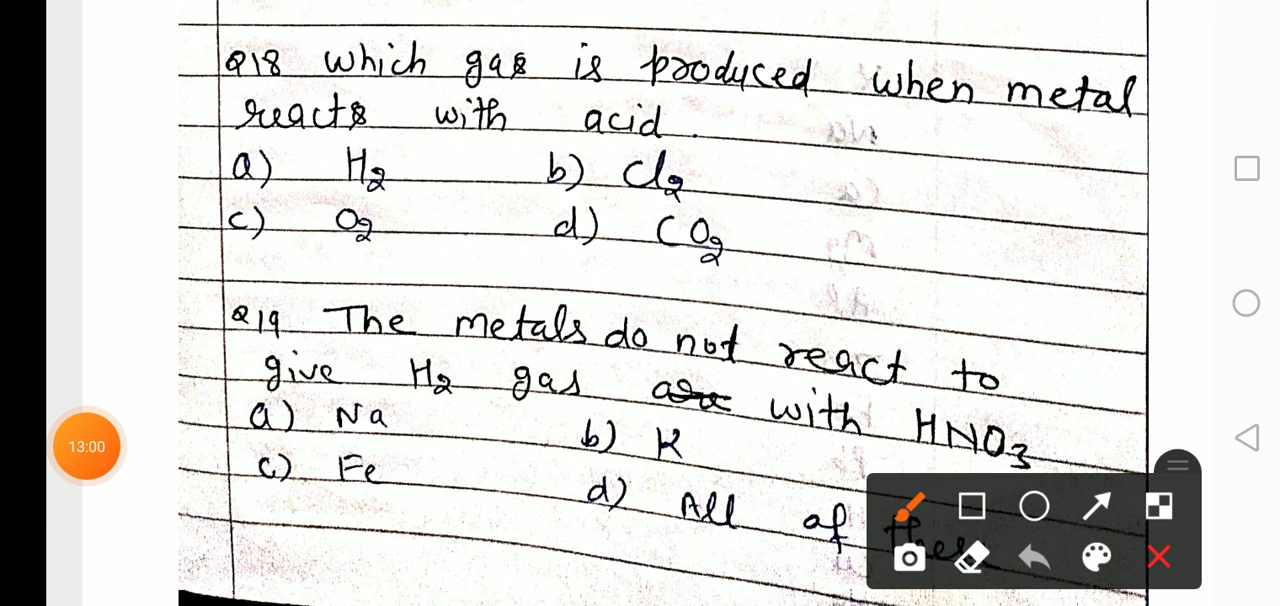 Q18 which gas is produced when metal
reacts with acid.
a) H2 b) Cl2
c) O2 d) CO2
Q19 The metals do not react to
give H2 gas with HNO3
a) Na b) K
c) Fe d) All of these
13:00